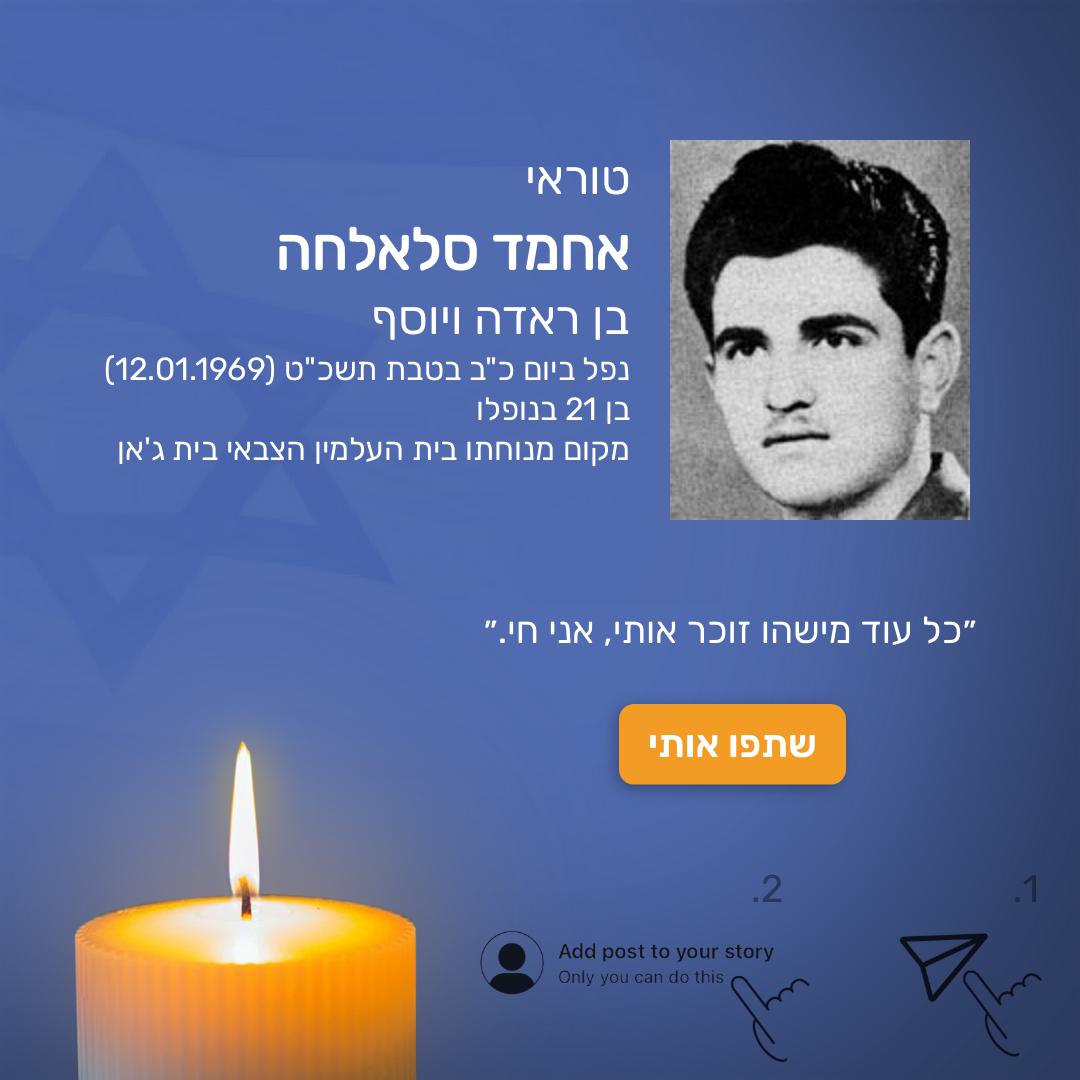 טוראי
אחמד סלאלחה
בן ראדה ויוסף
נפל ביום כ"ב בטבת תשכ"ט (12.01.1969)
בן 21 בנופלו
מקום מנוחתו בית העלמין הצבאי בית ג'אן
״כל עוד מישהו זוכר אותי, אני חי.״
שתפו אותי
1.
2.
Add post to your story
Only you can do this